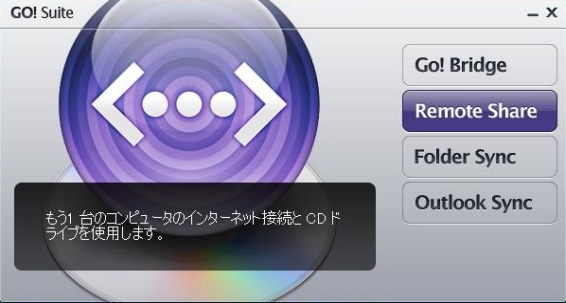 GO! Suite
Go! Bridge
Remote Share
Folder Sync
Outlook Sync
もう1 台のコンピュータのインターネット接続と CD ド
ライブを使用します。